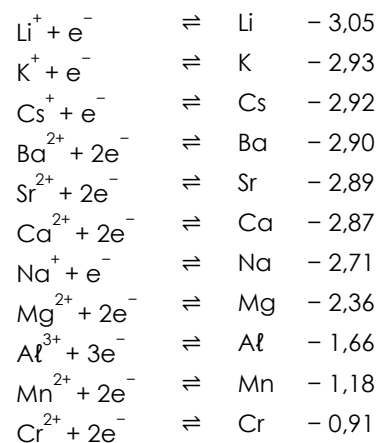 Li⁺ + e⁻ ⇌ Li − 3,05
K⁺ + e⁻ ⇌ K − 2,93
Cs⁺ + e⁻ ⇌ Cs − 2,92
Ba²⁺ + 2e⁻ ⇌ Ba − 2,90
Sr²⁺ + 2e⁻ ⇌ Sr − 2,89
Ca²⁺ + 2e⁻ ⇌ Ca − 2,87
Na⁺ + e⁻ ⇌ Na − 2,71
Mg²⁺ + 2e⁻ ⇌ Mg − 2,36
Aℓ³⁺ + 3e⁻ ⇌ Aℓ − 1,66
Mn²⁺ + 2e⁻ ⇌ Mn − 1,18
Cr²⁺ + 2e⁻ ⇌ Cr − 0,91